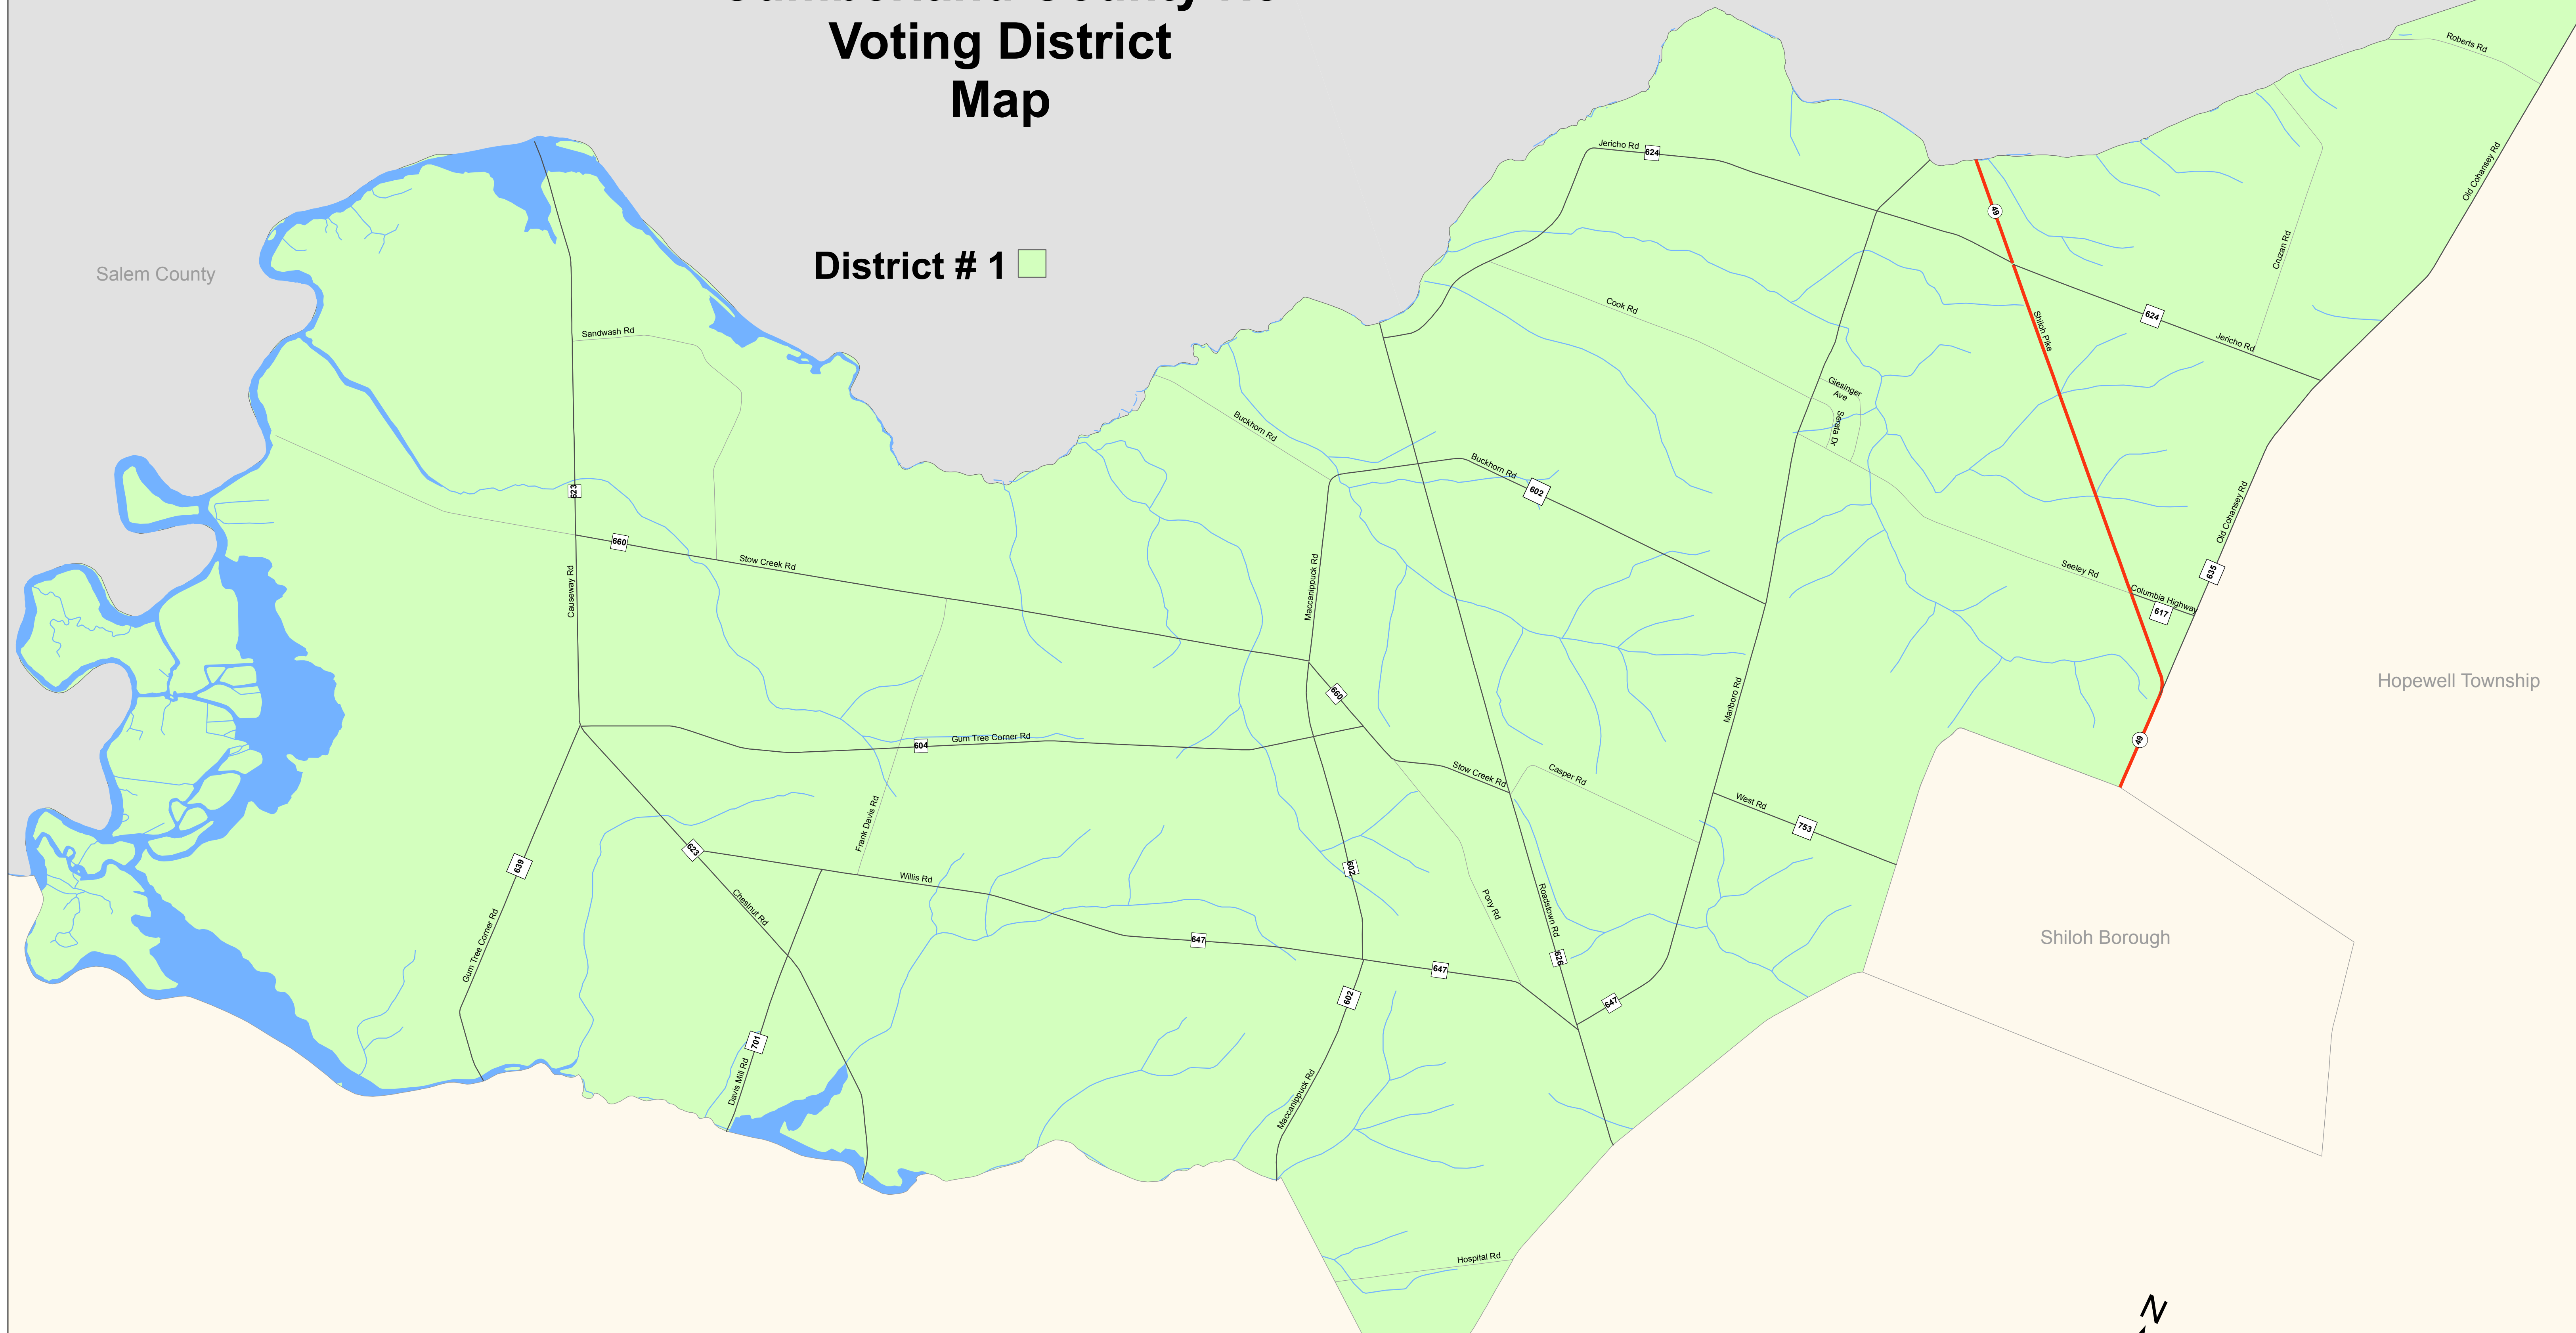 Voting District
Map
District # 1
Salem County
Hopewell Township
Shiloh Borough
Roberts Rd
Old Cohansey Rd
Jericho Rd
624
49
Cruzan Rd
Cook Rd
Shiloh Pike
624
Jericho Rd
Sandwash Rd
Giesinger
Ave
Serata Dr
Buckhorn Rd
Buckhorn Rd
602
623
660
Stow Creek Rd
Causeway Rd
Maccanippuck Rd
Old Cohansey Rd
635
Seeley Rd
Columbia Highway
617
660
Marlboro Rd
49
604
Gum Tree Corner Rd
Stow Creek Rd
Casper Rd
West Rd
753
Frank Davis Rd
639
623
Willis Rd
602
Chestnut Rd
Pony Rd
Roadstown Rd
Gum Tree Corner Rd
647
647
626
602
647
701
Davis Mill Rd
Maccanippuck Rd
Hospital Rd
N